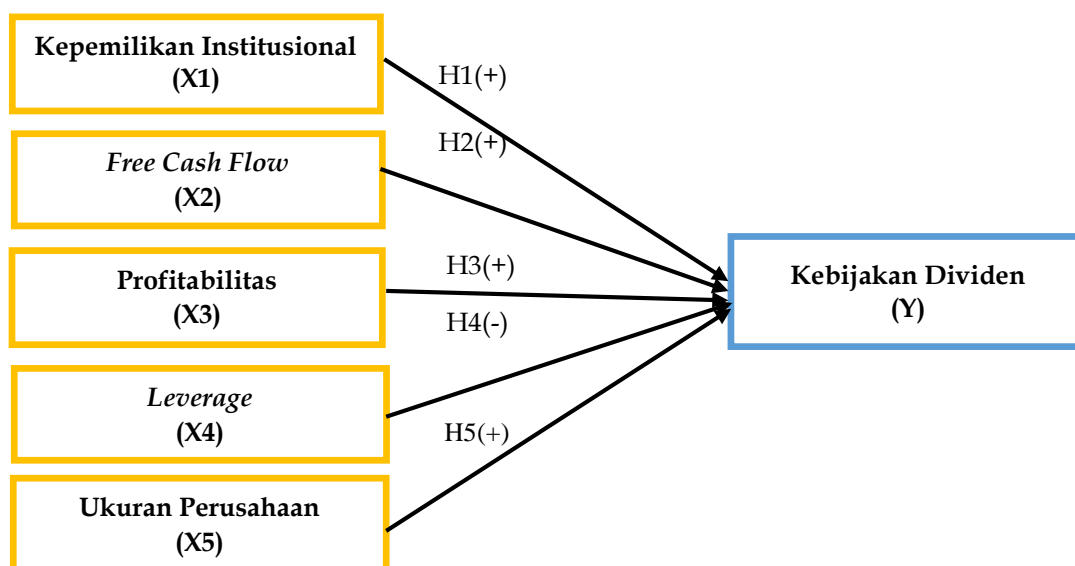 Kepemilikan Institusional
(X1)
H1(+)
H2(+)
Free Cash Flow
(X2)
H3(+)
Profitabilitas
(X3)
H4(-)
Kebijakan Dividen
(Y)
Leverage
(X4)
H5(+)
Ukuran Perusahaan
(X5)